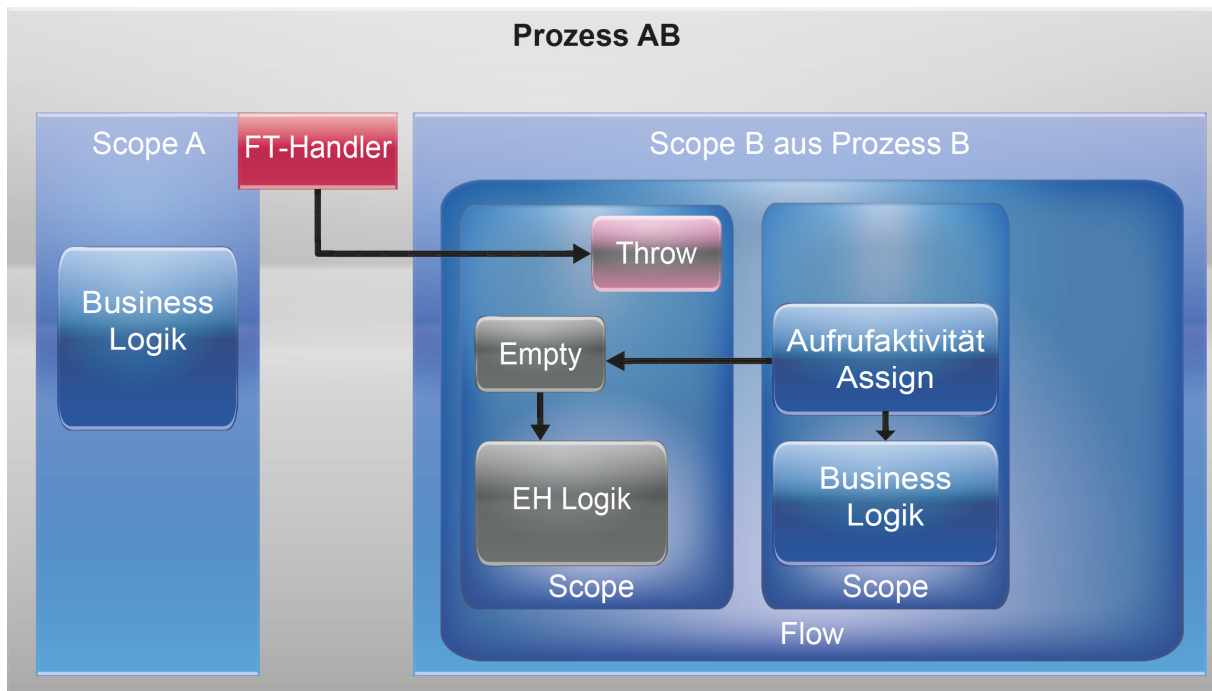 Prozess AB
Scope A
FT-Handler
Business
Logik
Scope B aus Prozess B
Throw
Empty
EH Logik
Scope
Aufrufaktivität
Assign
Business
Logik
Scope
Flow